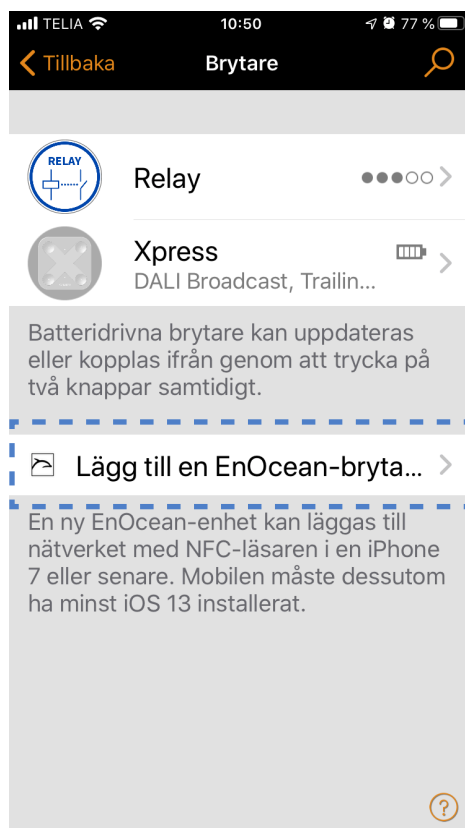 TELIA 10:50 77 %
Tillbaka Brytare
RELAY
Relay
Xpress
DALI Broadcast, Trailin...
Batteridrivna brytare kan uppdateras
eller kopplas ifrån genom att trycka på
två knappar samtidigt.
Lägg till en EnOcean-bryta...
En ny EnOcean-enhet kan läggas till
nätverket med NFC-läsaren i en iPhone
7 eller senare. Mobilen måste dessutom
ha minst iOS 13 installerat.
?